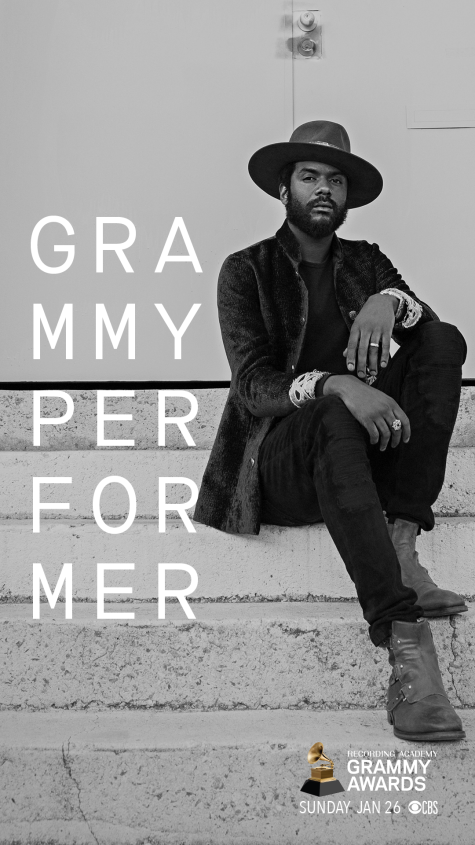 GRA
MMY
PER
FOR
MER
RECORDING ACADEMY
GRAMMY
AWARDS
SUNDAY JAN 26 CBS